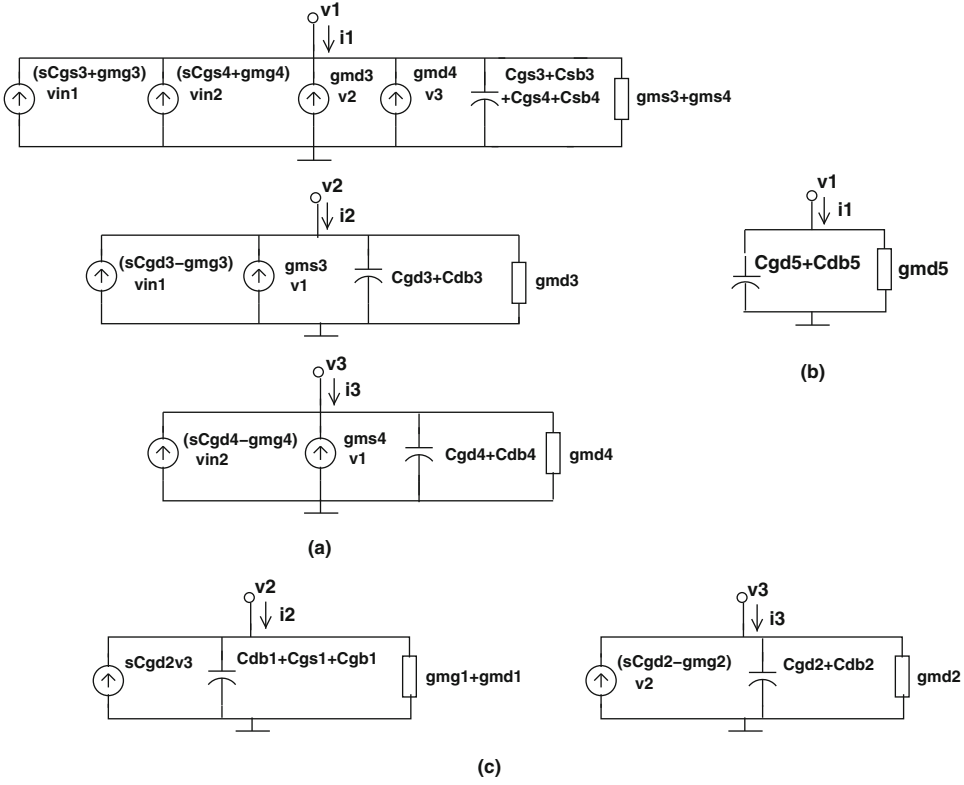 v1
i1
(sCgs3+gmg3)
vin1
(sCgs4+gmg4)
vin2
gmd3
v2
gmd4
v3
Cgs3+Csb3
+Cgs4+Csb4
gms3+gms4
v2
i2
(sCgd3−gmg3)
vin1
gms3
v1
Cgd3+Cdb3
gmd3
v1
i1
Cgd5+Cdb5
gmd5
(b)
v3
i3
(sCgd4−gmg4)
vin2
gms4
v1
Cgd4+Cdb4
gmd4
(a)
v2
i2
sCgd2v3
Cdb1+Cgs1+Cgb1
gmg1+gmd1
v3
i3
(sCgd2−gmg2)
v2
Cgd2+Cdb2
gmd2
(c)